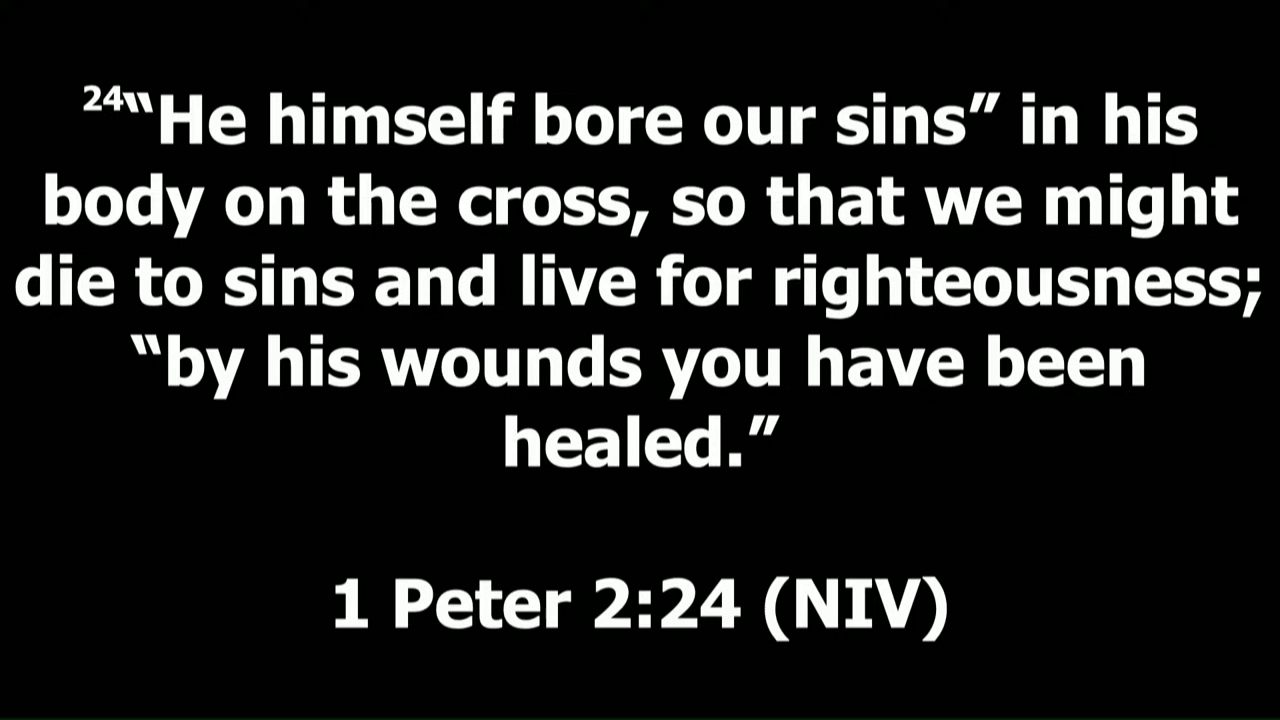 24“He himself bore our sins” in his
body on the cross, so that we might
die to sins and live for righteousness;
“by his wounds you have been
healed.”
1 Peter 2:24 (NIV)